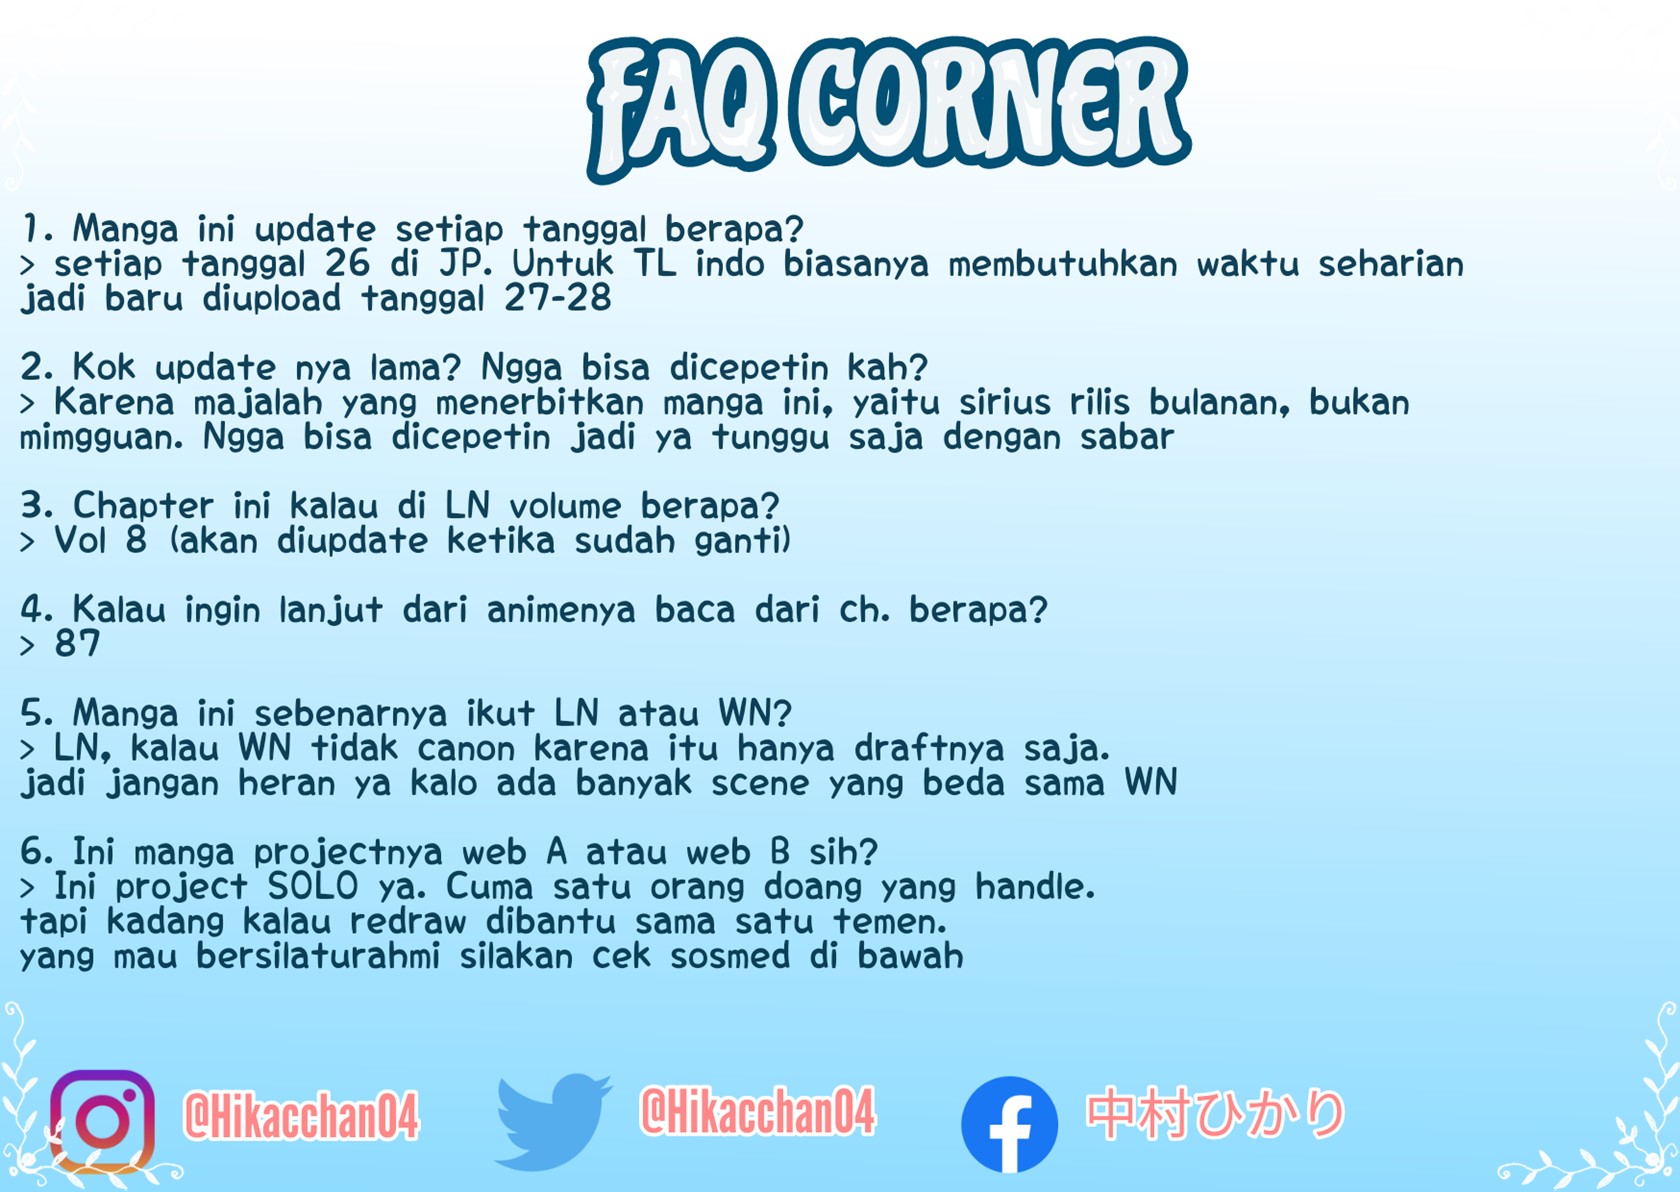 FAQ CORNER
1. Manga ini update setiap tanggal berapa?
> setiap tanggal 26 di JP. Untuk TL indo biasanya membutuhkan waktu seharian
jadi baru diupload tanggal 27-28
2. Kok update nya lama? Ngga bisa dicepetin kah?
> Karena majalah yang menerbitkan manga ini, yaitu sirius rilis bulanan, bukan
mimgguan. Ngga bisa dicepetin jadi ya tunggu saja dengan sabar
3. Chapter ini kalau di LN volume berapa?
> Vol 8 (akan diupdate ketika sudah ganti)
4. Kalau ingin lanjut dari animenya baca dari ch. berapa?
> 87
5. Manga ini sebenarnya ikut LN atau WN?
> LN, kalau WN tidak canon karena itu hanya draftnya saja.
jadi jangan heran ya kalo ada banyak scene yang beda sama WN
6. Ini manga projectnya web A atau web B sih?
> Ini project SOLO ya. Cuma satu orang doang yang handle.
tapi kadang kalau redraw dibantu sama satu temen.
yang mau bersilaturahmi silakan cek sosmed di bawah
@Hikacchan04 @Hikacchan04 中村ひかり